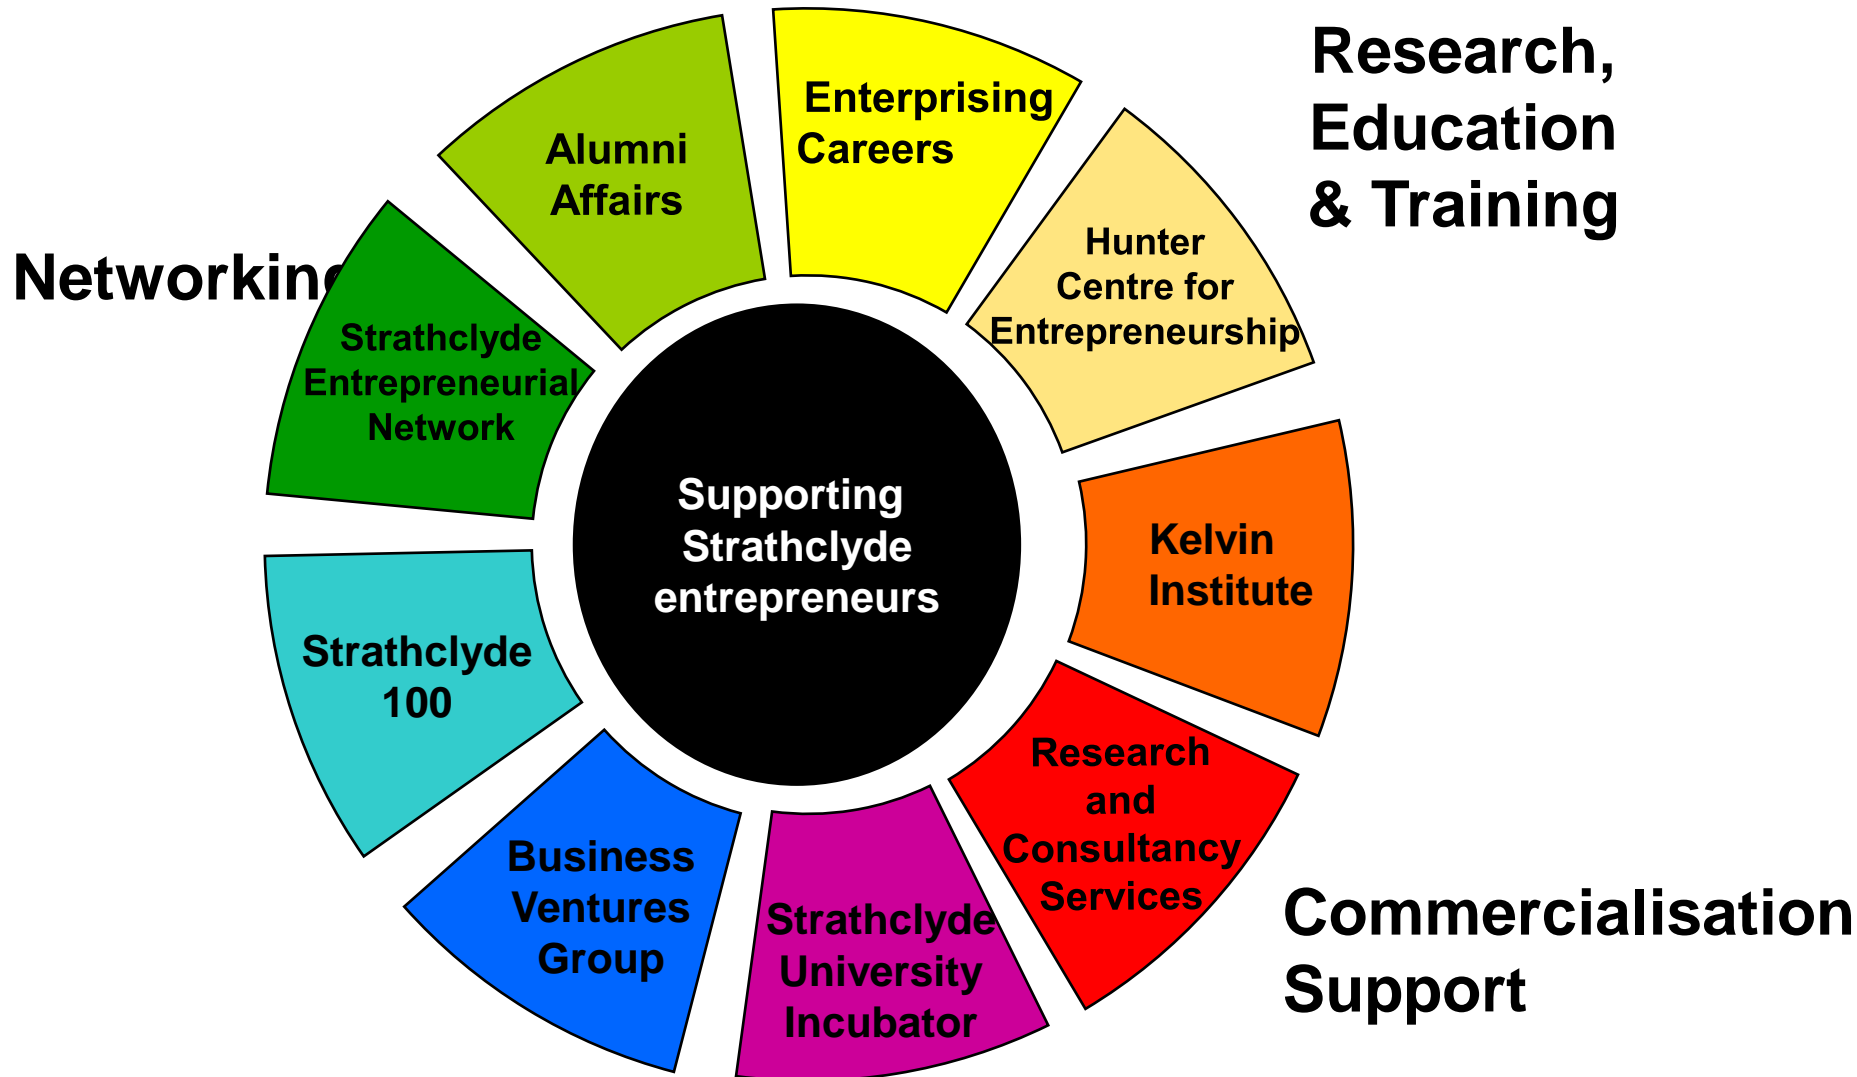 Research,
Education
& Training
Enterprising
Careers
Alumni
Affairs
Hunter
Centre for
Entrepreneurship
Networkin
Strathclyde
Entrepreneurial
Network
Supporting
Strathclyde
entrepreneurs
Kelvin
Institute
Strathclyde
100
Research
and
Consultancy
Services
Business
Ventures
Group
Strathclyde
University
Incubator
Commercialisation
Support